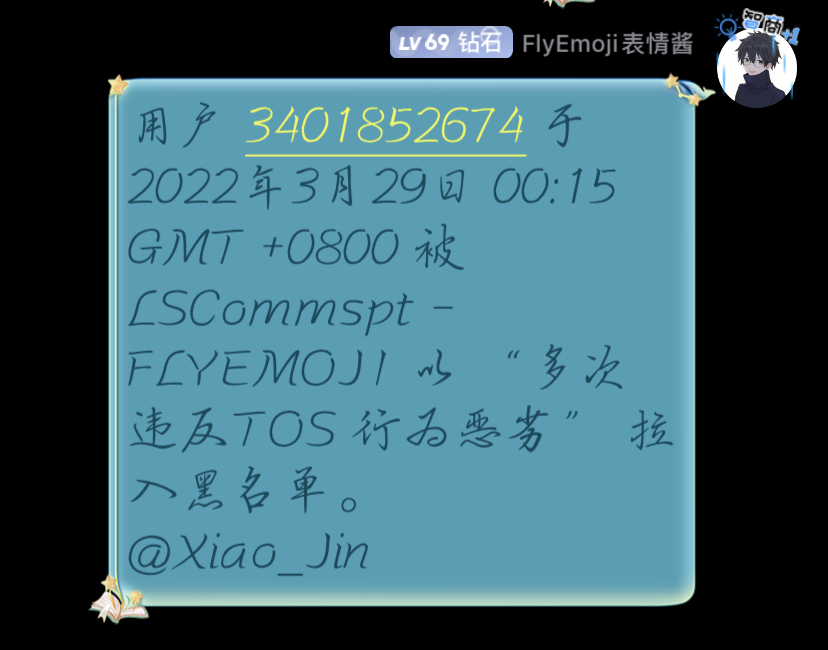 LV 69 钻石 FlyEmoji表情酱
智商+1
用户 3401852674 于
2022年3月29日 00:15
GMT +0800 被
LSCommspt -
FLYEMOJI 以 “多次
违反TOS 行为恶劣” 拉
入黑名单。
@Xiao_Jin